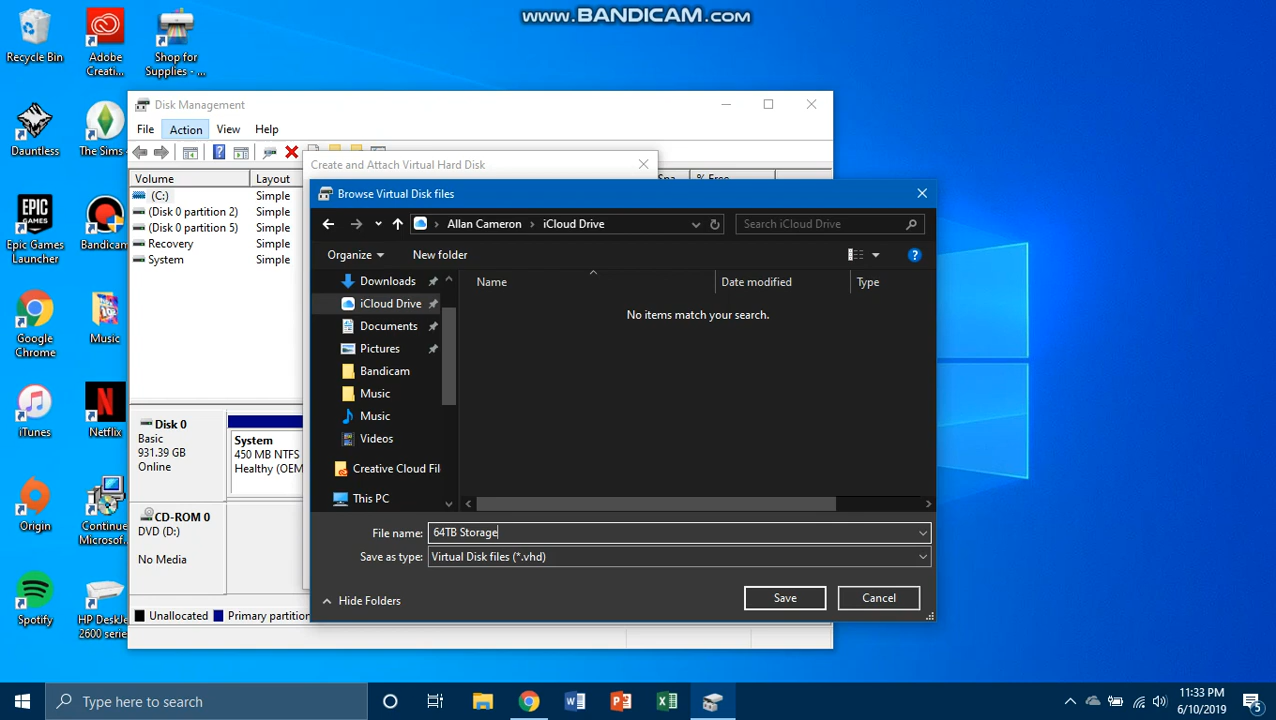 www.BANDICAM.com
Recycle Bin
Adobe Creati...
Shop for Supplies - ...
Dauntless
The Sims
Epic Games Launcher
Bandicam
Google Chrome
Music
iTunes
Netflix
Origin
Continue Microsof...
Spotify
HP DeskJe 2600 series
Disk Management
File Action View Help
Volume Layout Spa... % Free
(C:) Simple
(Disk 0 partition 2) Simple
(Disk 0 partition 5) Simple
Recovery Simple
System Simple
Disk 0
Basic
931.39 GB
Online
System
450 MB NTFS
Healthy (OEM
CD-ROM 0
DVD (D:)
No Media
Unallocated Primary partition
Create and Attach Virtual Hard Disk
Browse Virtual Disk files
Allan Cameron › iCloud Drive
Search iCloud Drive
Organize New folder
Downloads
iCloud Drive
Documents
Pictures
Bandicam
Music
Music
Videos
Creative Cloud Fil
This PC
Name Date modified Type
No items match your search.
File name: 64TB Storage
Save as type: Virtual Disk files (*.vhd)
Hide Folders
Save Cancel
Type here to search
11:33 PM
6/10/2019
5